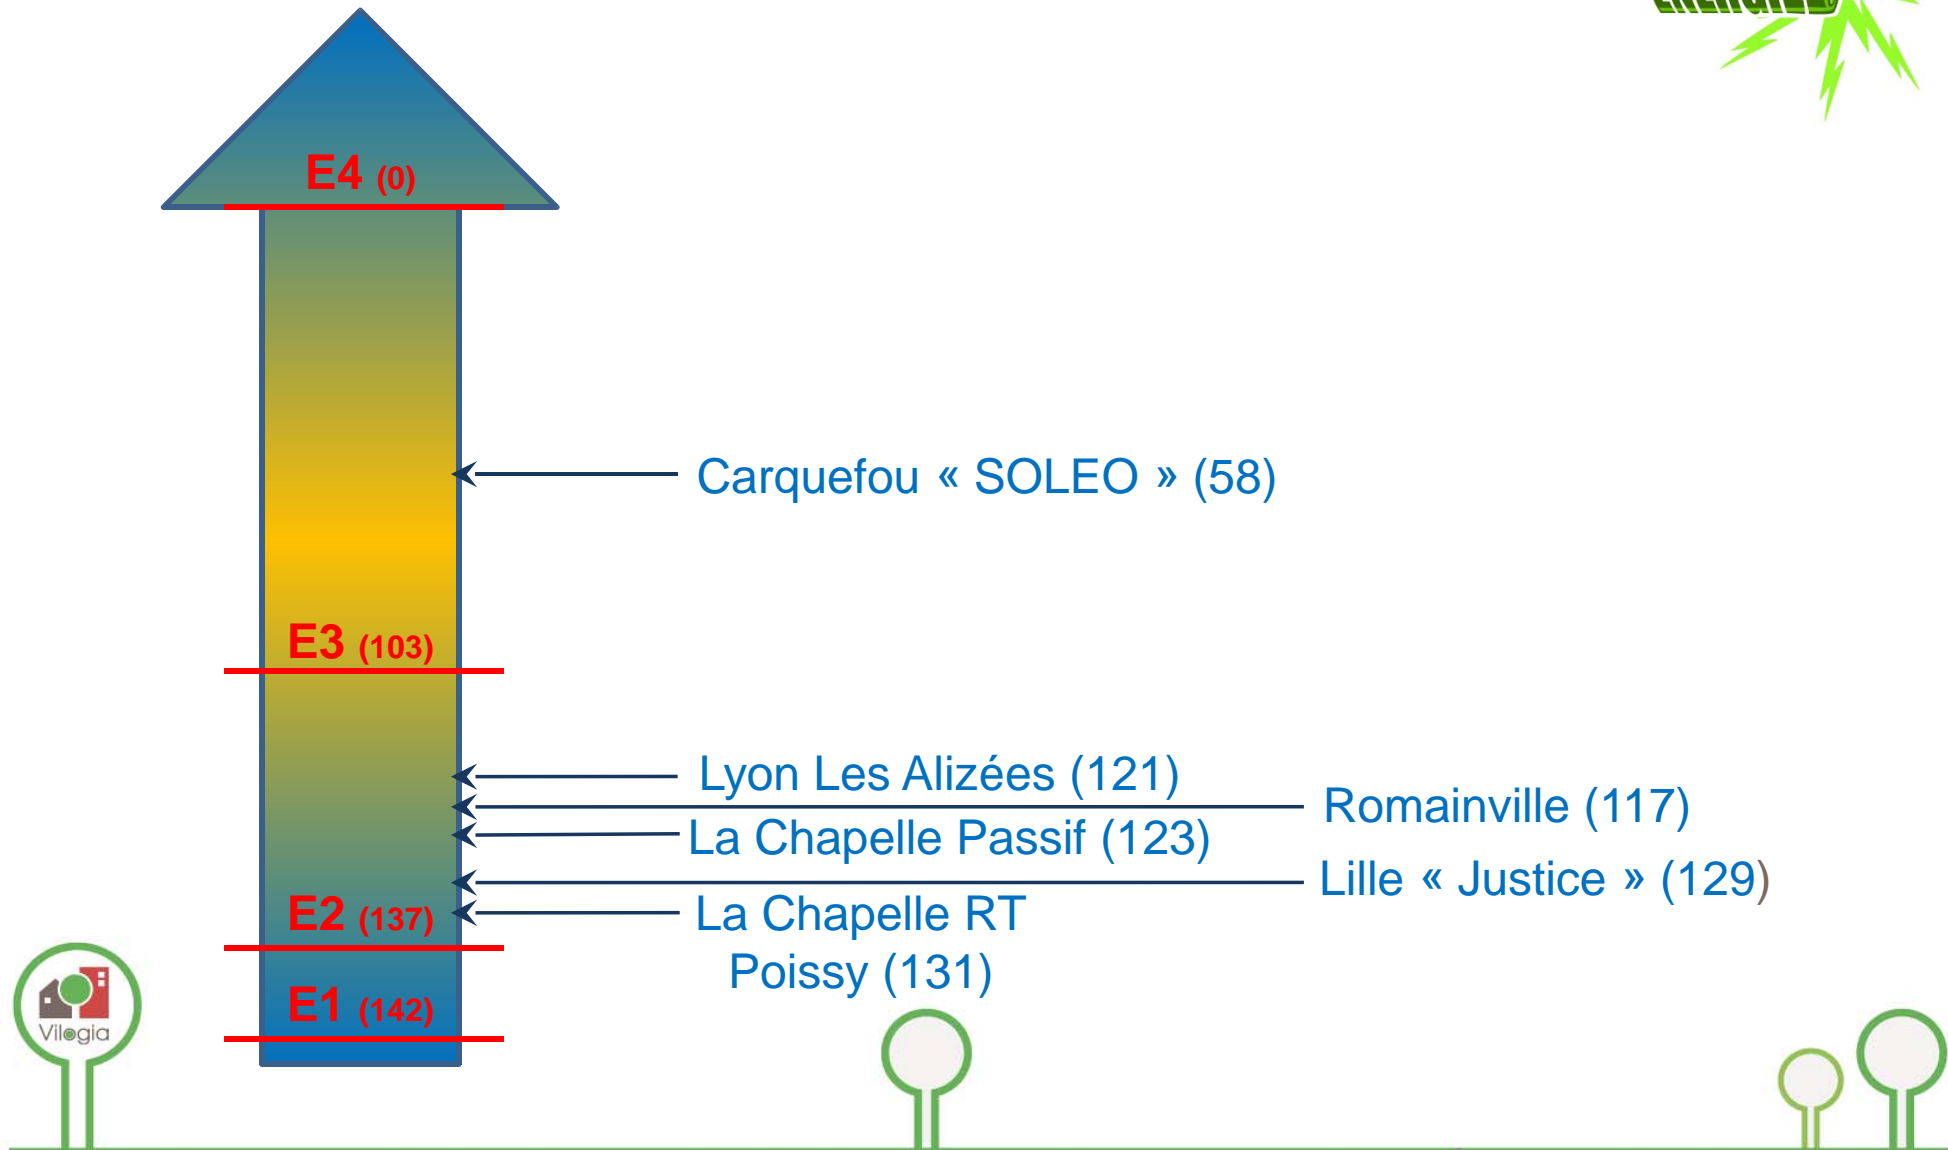 ENERGIE
E4 (0)
Carquefou « SOLEO » (58)
E3 (103)
Lyon Les Alizées (121)
Romainville (117)
La Chapelle Passif (123)
Lille « Justice » (129)
E2 (137)
La Chapelle RT
Poissy (131)
E1 (142)
Vilogia